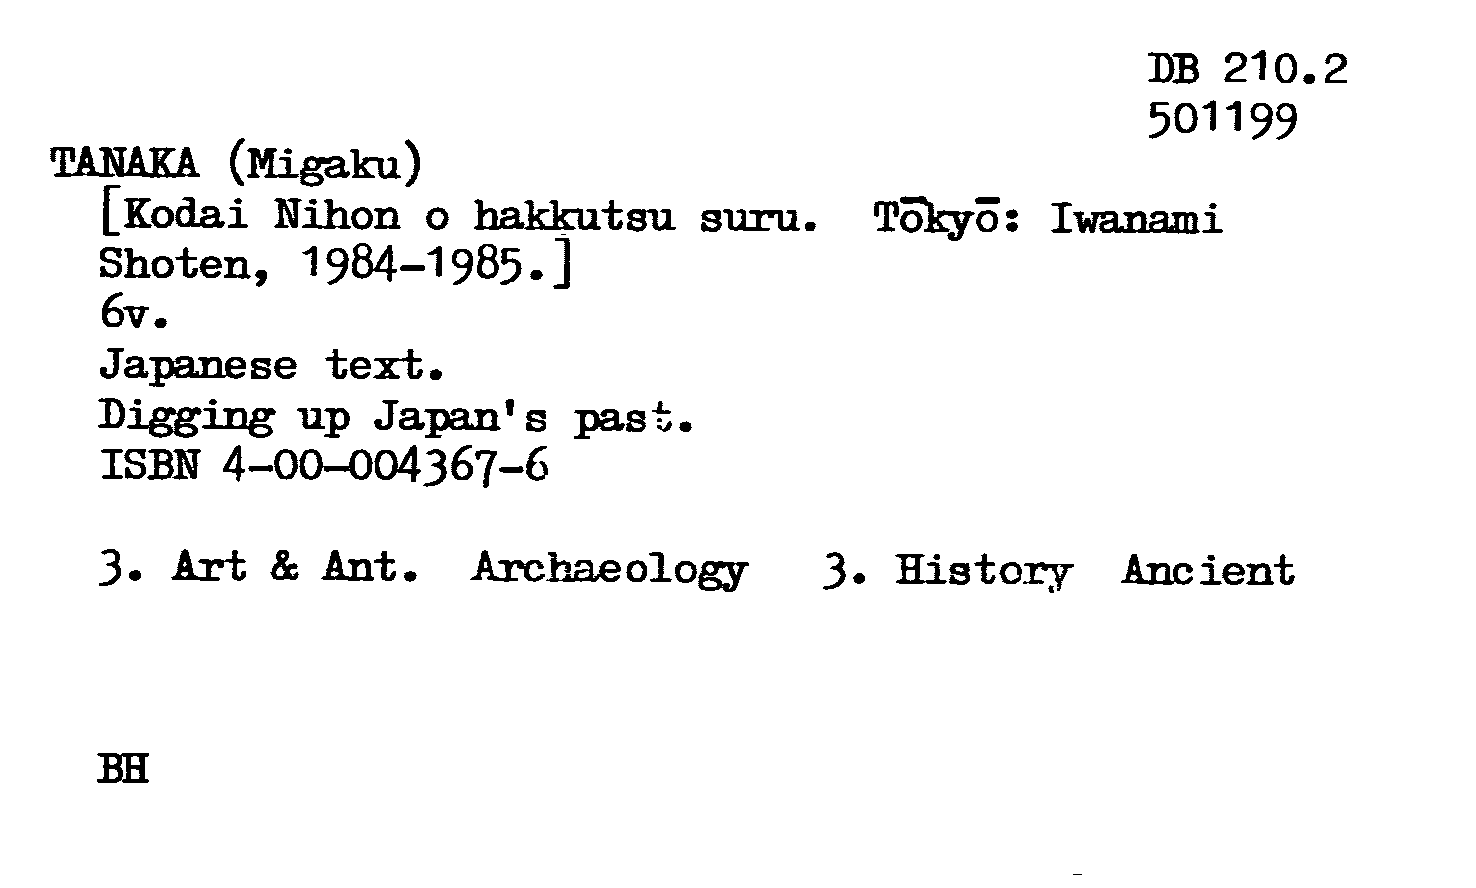 DB 210.2
501199
TANAKA (Migaku)
[Kodai Nihon o hakkutsu suru. Tōkyō: Iwanami
Shoten, 1984-1985.]
6v.
Japanese text.
Digging up Japan's past.
ISBN 4-00-004367-6
3. Art & Ant. Archaeology 3. History Ancient
BH